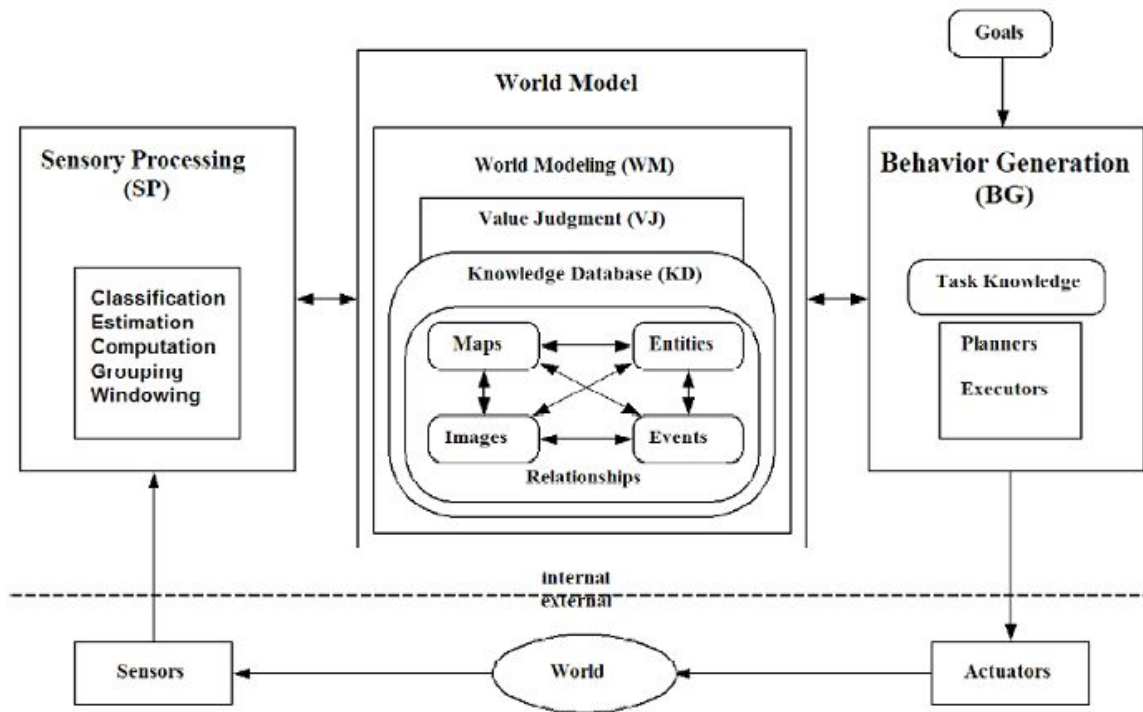 Goals
World Model
Sensory Processing
(SP)
World Modeling (WM)
Behavior Generation
(BG)
Value Judgment (VJ)
Knowledge Database (KD)
Classification
Estimation
Computation
Grouping
Windowing
Task Knowledge
Maps
Entities
Planners
Executors
Images
Events
Relationships
internal
external
Sensors
World
Actuators